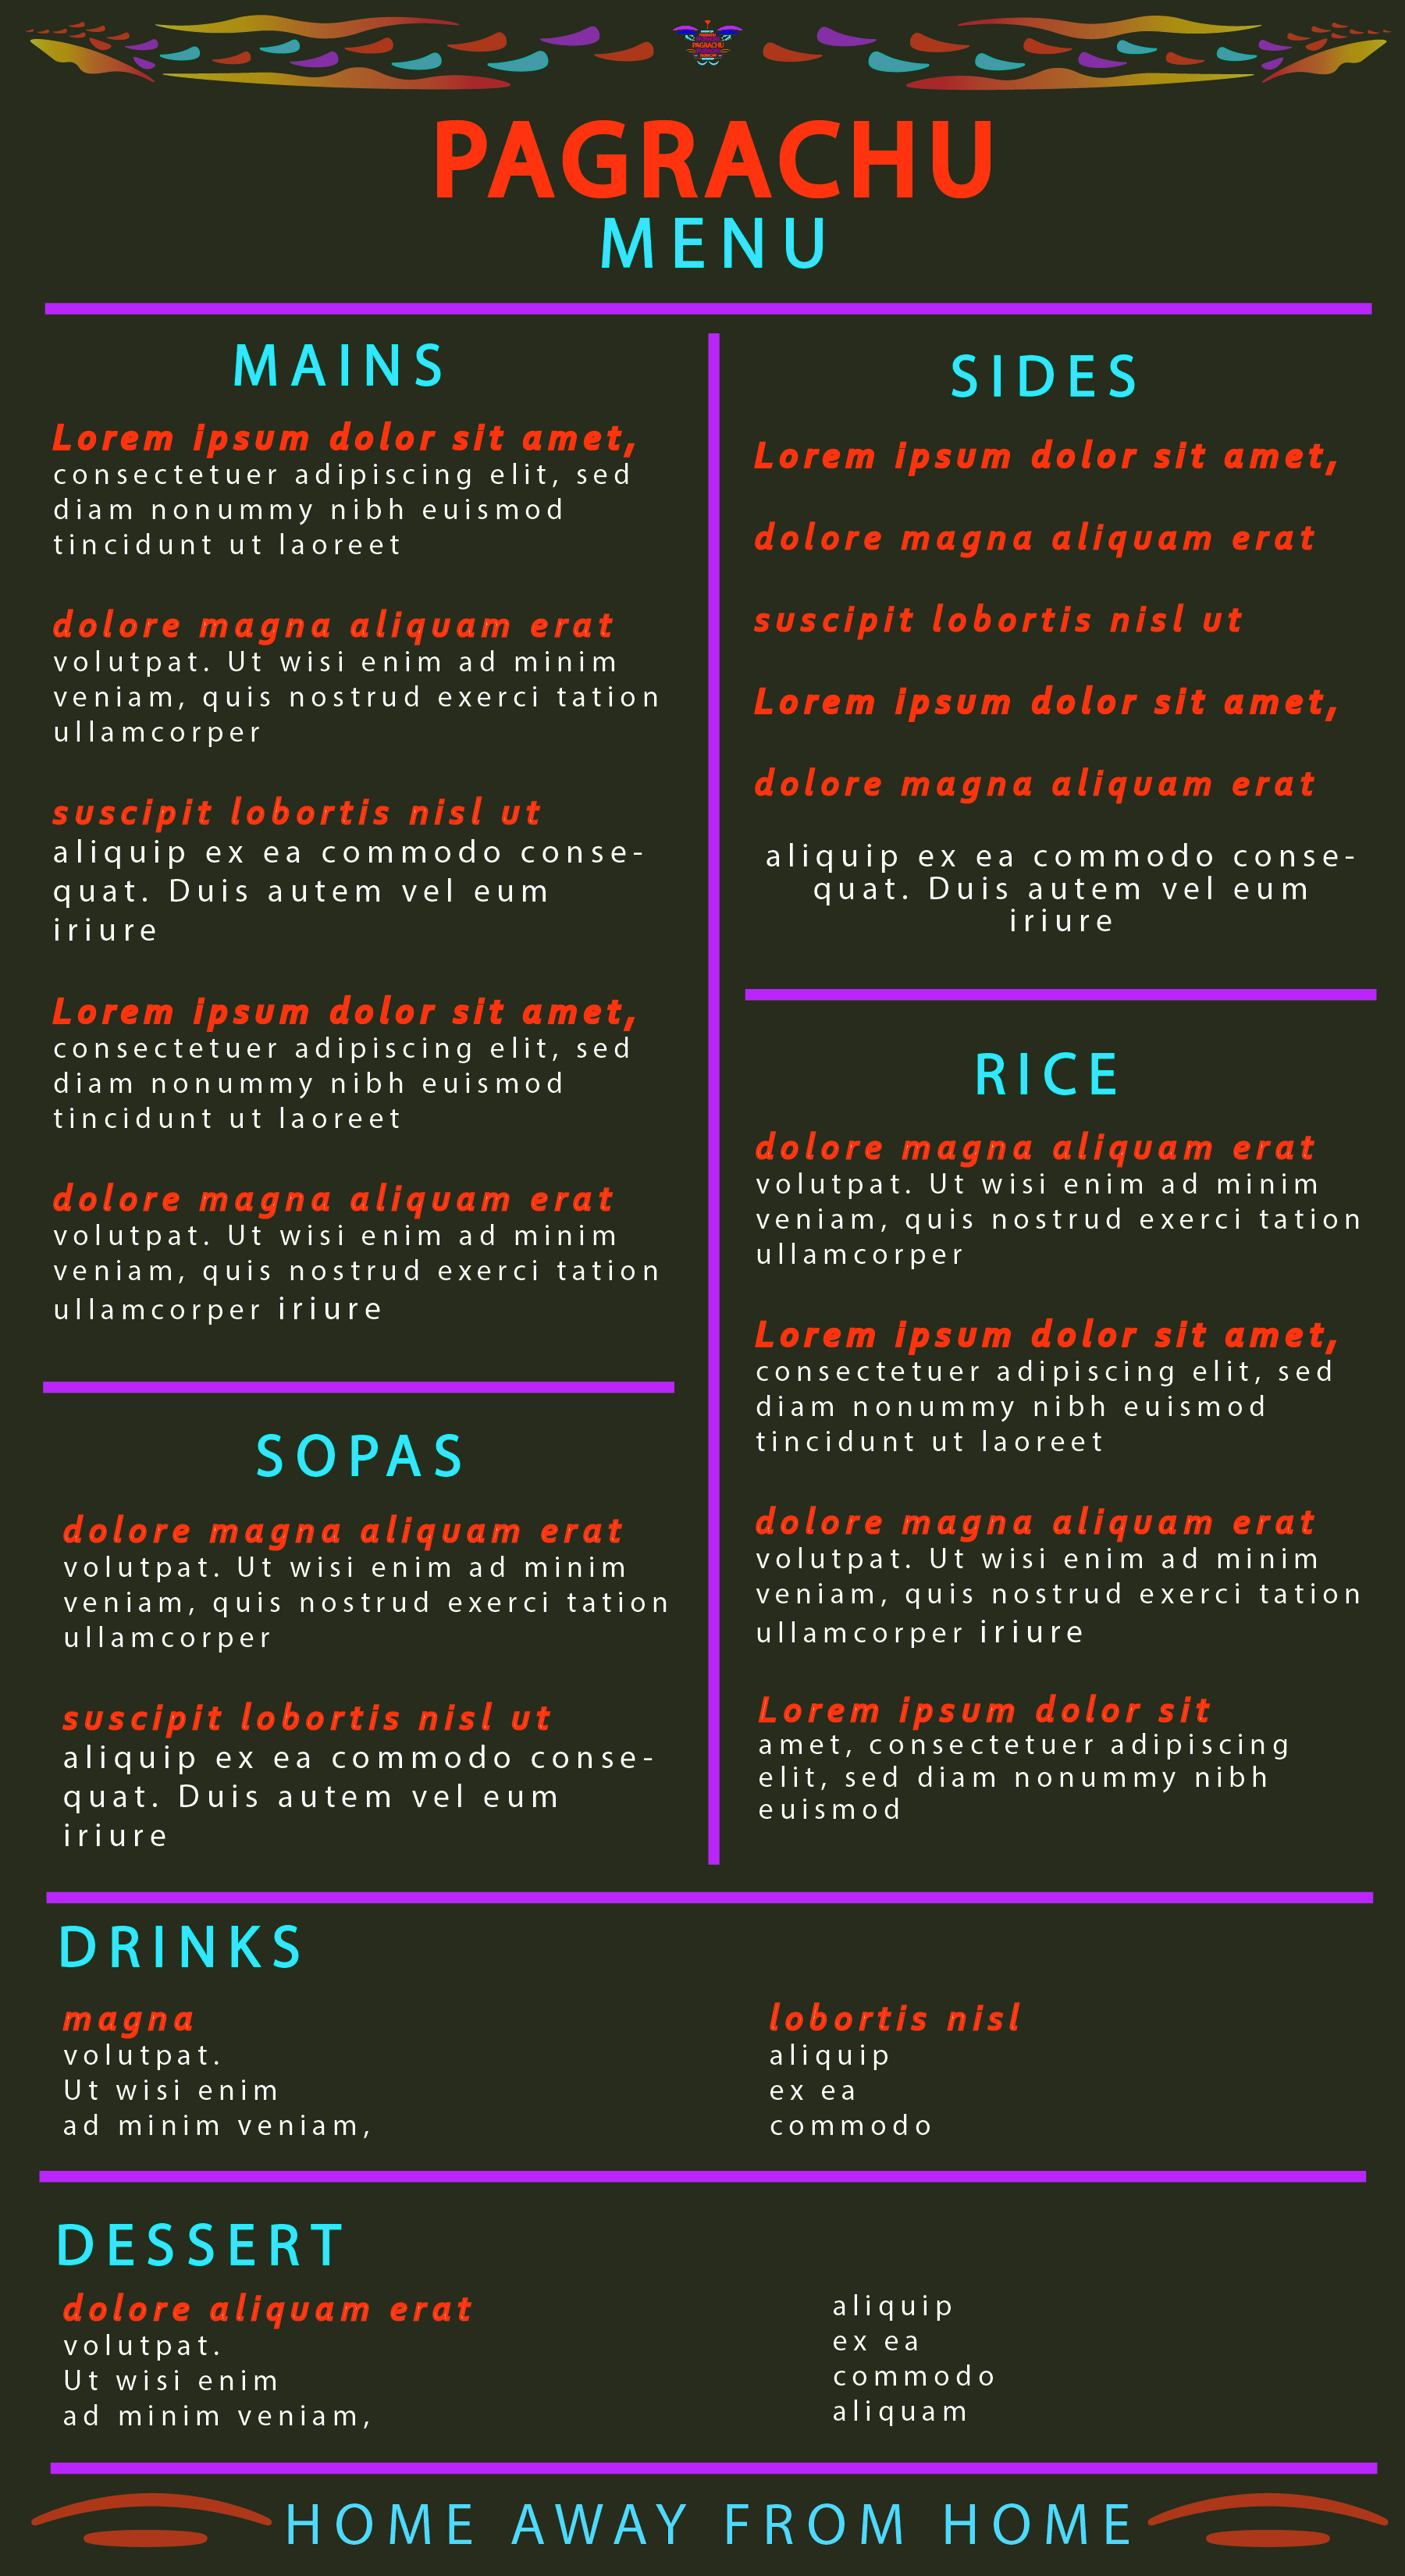 PAGRACHU
PAGRACHU
MENU
MAINS
Lorem ipsum dolor sit amet,
consectetuer adipiscing elit, sed
diam nonummy nibh euismod
tincidunt ut laoreet
dolore magna aliquam erat
volutpat. Ut wisi enim ad minim
veniam, quis nostrud exerci tation
ullamcorper
suscipit lobortis nisl ut
aliquip ex ea commodo conse-
quat. Duis autem vel eum
iriure
Lorem ipsum dolor sit amet,
consectetuer adipiscing elit, sed
diam nonummy nibh euismod
tincidunt ut laoreet
dolore magna aliquam erat
volutpat. Ut wisi enim ad minim
veniam, quis nostrud exerci tation
ullamcorper iriure
SOPAS
dolore magna aliquam erat
volutpat. Ut wisi enim ad minim
veniam, quis nostrud exerci tation
ullamcorper
suscipit lobortis nisl ut
aliquip ex ea commodo conse-
quat. Duis autem vel eum
iriure
SIDES
Lorem ipsum dolor sit amet,
dolore magna aliquam erat
suscipit lobortis nisl ut
Lorem ipsum dolor sit amet,
dolore magna aliquam erat
aliquip ex ea commodo conse-
quat. Duis autem vel eum
iriure
RICE
dolore magna aliquam erat
volutpat. Ut wisi enim ad minim
veniam, quis nostrud exerci tation
ullamcorper
Lorem ipsum dolor sit amet,
consectetuer adipiscing elit, sed
diam nonummy nibh euismod
tincidunt ut laoreet
dolore magna aliquam erat
volutpat. Ut wisi enim ad minim
veniam, quis nostrud exerci tation
ullamcorper iriure
Lorem ipsum dolor sit
amet, consectetuer adipiscing
elit, sed diam nonummy nibh
euismod
DRINKS
magna
volutpat.
Ut wisi enim
ad minim veniam,
lobortis nisl
aliquip
ex ea
commodo
DESSERT
dolore aliquam erat
volutpat.
Ut wisi enim
ad minim veniam,
aliquip
ex ea
commodo
aliquam
HOME AWAY FROM HOME